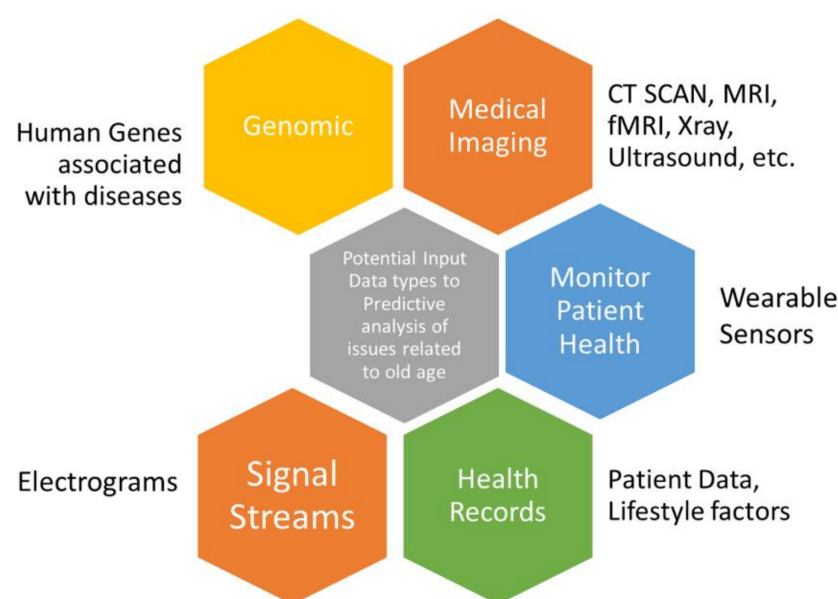 Genomic
Medical
Imaging
CT SCAN, MRI,
fMRI, Xray,
Ultrasound, etc.
Human Genes
associated
with diseases
Potential Input
Data types to
Predictive
analysis of
issues related
to old age
Monitor
Patient
Health
Wearable
Sensors
Electrograms
Signal
Streams
Health
Records
Patient Data,
Lifestyle factors